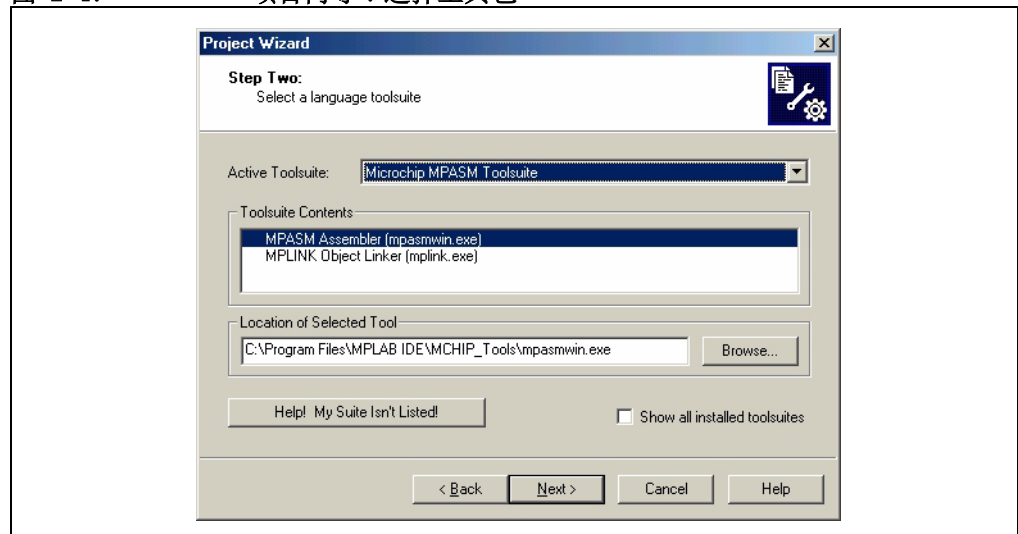 Project Wizard
Step Two:
Select a language toolsuite
Active Toolsuite: Microchip MPASM Toolsuite
Toolsuite Contents
MPASM Assembler (mpasmwin.exe)
MPLINK Object Linker (mplink.exe)
Location of Selected Tool
C:\Program Files\MPLAB IDE\MCHIP_Tools\mpasmwin.exe Browse...
Help! My Suite Isn't Listed! Show all installed toolsuites
< Back Next > Cancel Help